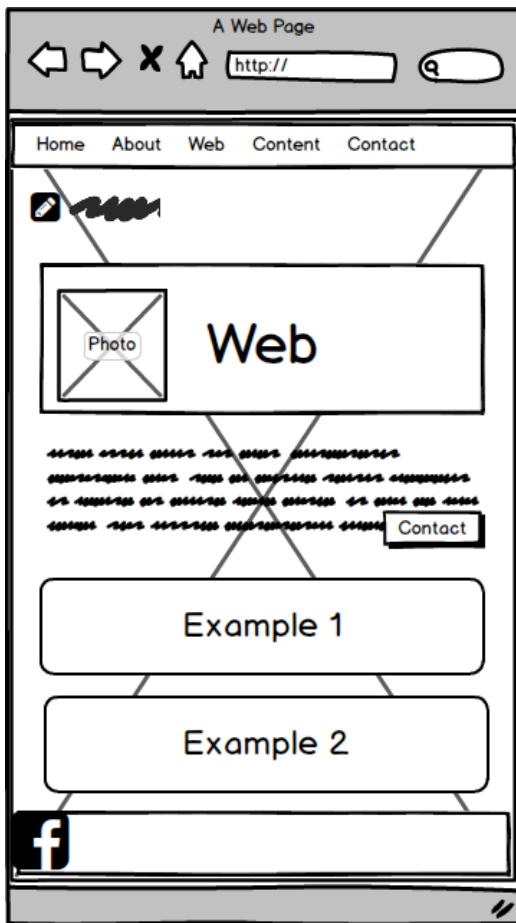 A Web Page
http://
Home About Web Content Contact
Photo
Web
Contact
Example 1
Example 2
f